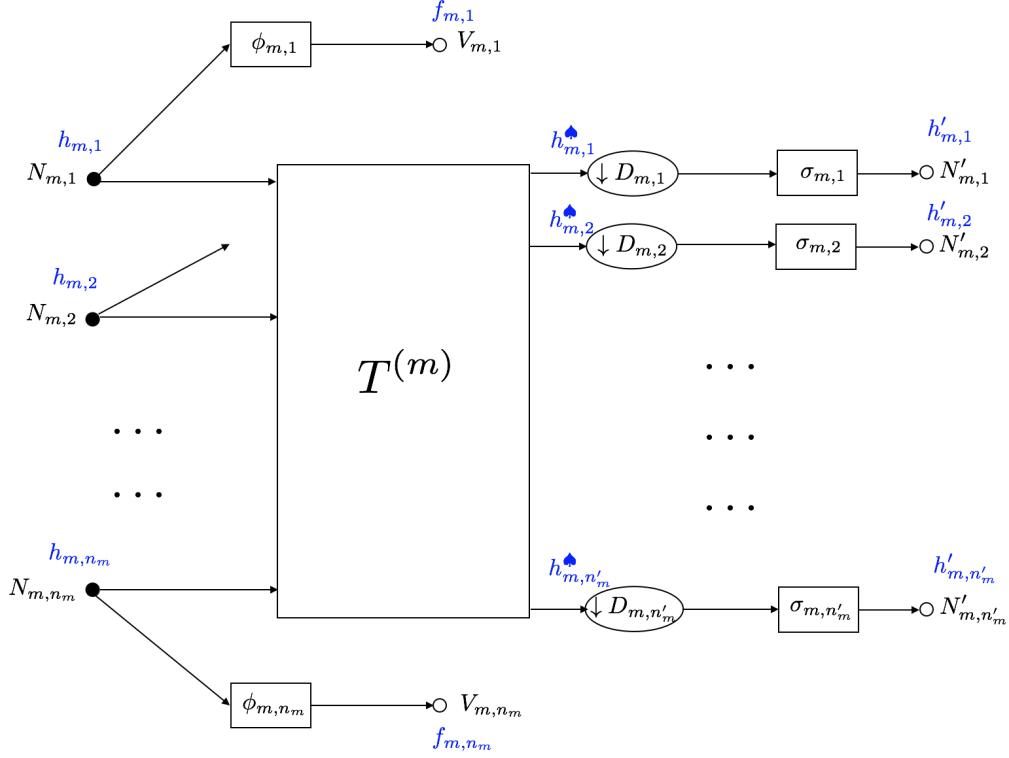 f_{m,1}
ϕ_{m,1} V_{m,1}
h_{m,1} h^♠_{m,1} h′_{m,1}
N_{m,1} ↓ D_{m,1} σ_{m,1} N′_{m,1}
h^♠_{m,2} h′_{m,2}
↓ D_{m,2} σ_{m,2} N′_{m,2}
h_{m,2}
N_{m,2}
T^{(m)} · · ·
· · · · · ·
· · · · · ·
h_{m,n_m} h^♠_{m,n′_m} h′_{m,n′_m}
N_{m,n_m} ↓ D_{m,n′_m} σ_{m,n′_m} N′_{m,n′_m}
ϕ_{m,n_m} V_{m,n_m}
f_{m,n_m}